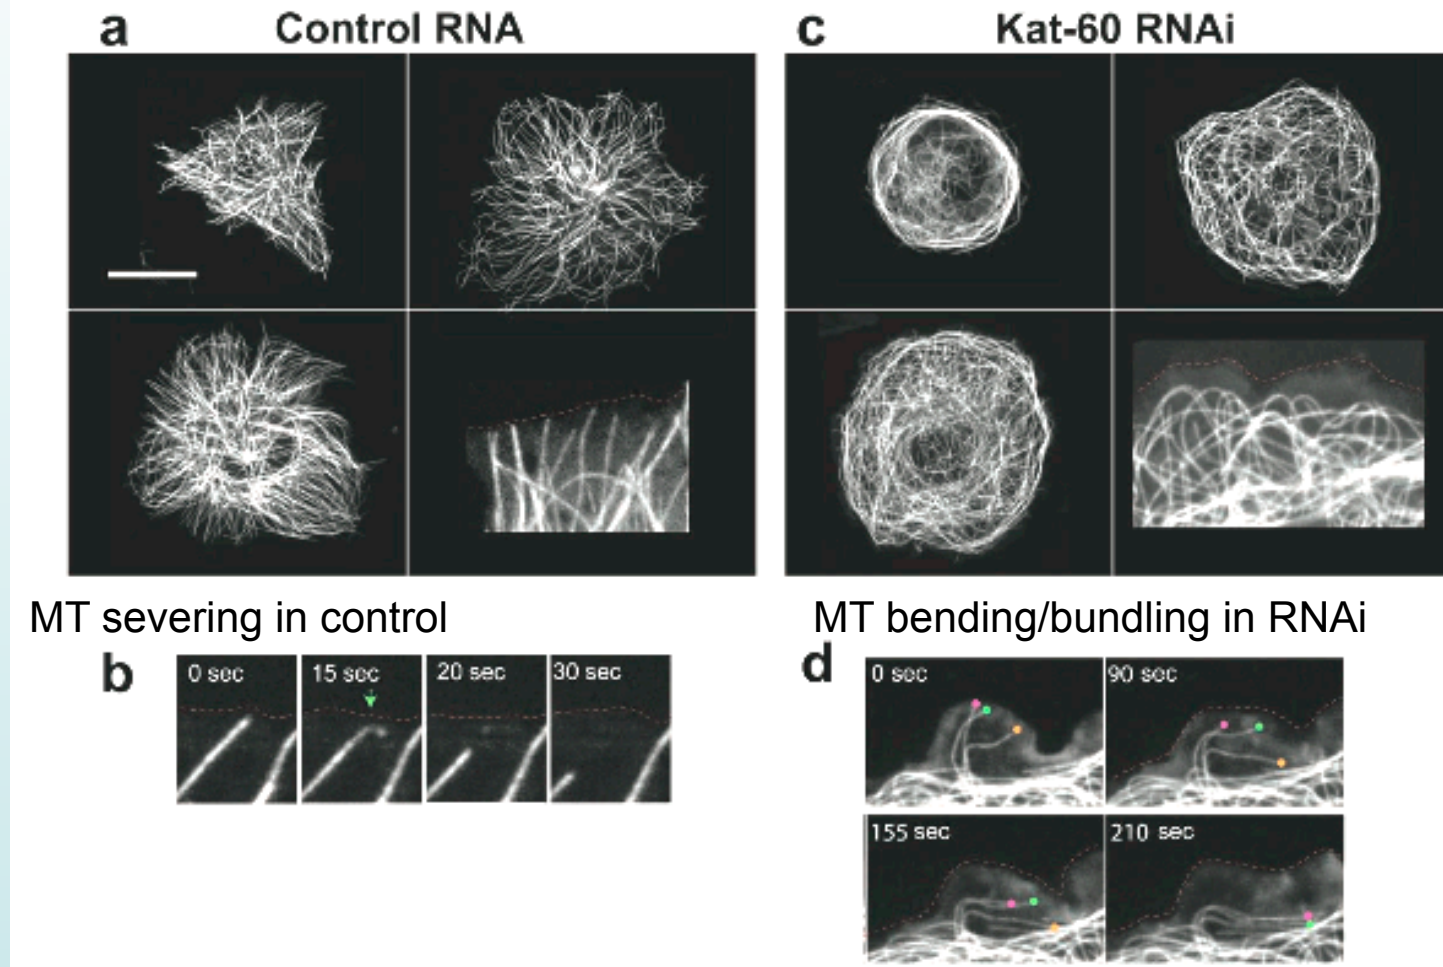 a Control RNA
c Kat-60 RNAi
MT severing in control
MT bending/bundling in RNAi
b
0 sec
15 sec
20 sec
30 sec
d
0 sec
90 sec
155 sec
210 sec